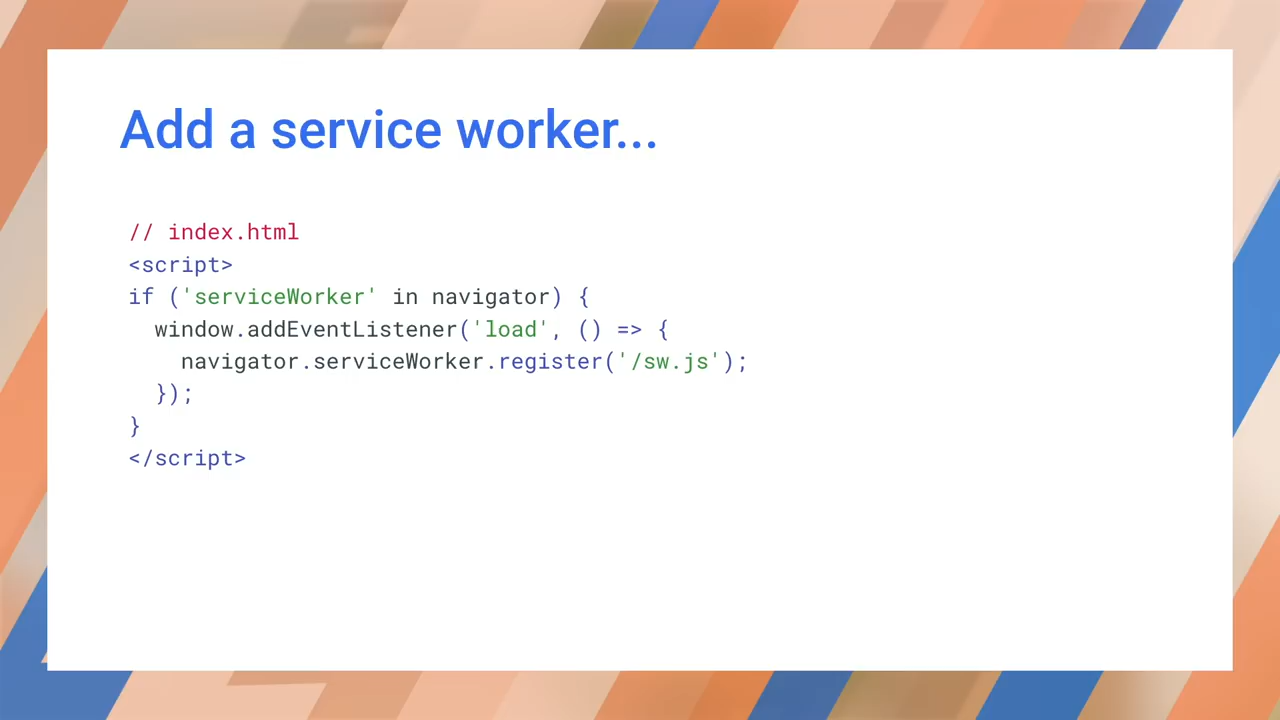 Add a service worker...
// index.html
<script>
if ('serviceWorker' in navigator) {
  window.addEventListener('load', () => {
    navigator.serviceWorker.register('/sw.js');
  });
}
</script>